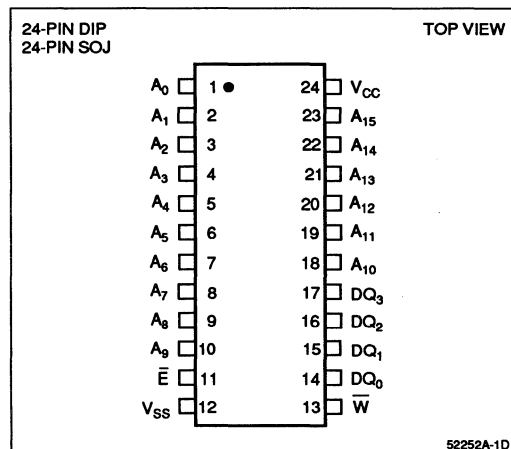 24-PIN DIP
24-PIN SOJ
TOP VIEW
A₀ 1 24 V_CC
A₁ 2 23 A₁₅
A₂ 3 22 A₁₄
A₃ 4 21 A₁₃
A₄ 5 20 A₁₂
A₅ 6 19 A₁₁
A₆ 7 18 A₁₀
A₇ 8 17 DQ₃
A₈ 9 16 DQ₂
A₉ 10 15 DQ₁
E̅ 11 14 DQ₀
V_SS 12 13 W̅
52252A-1D